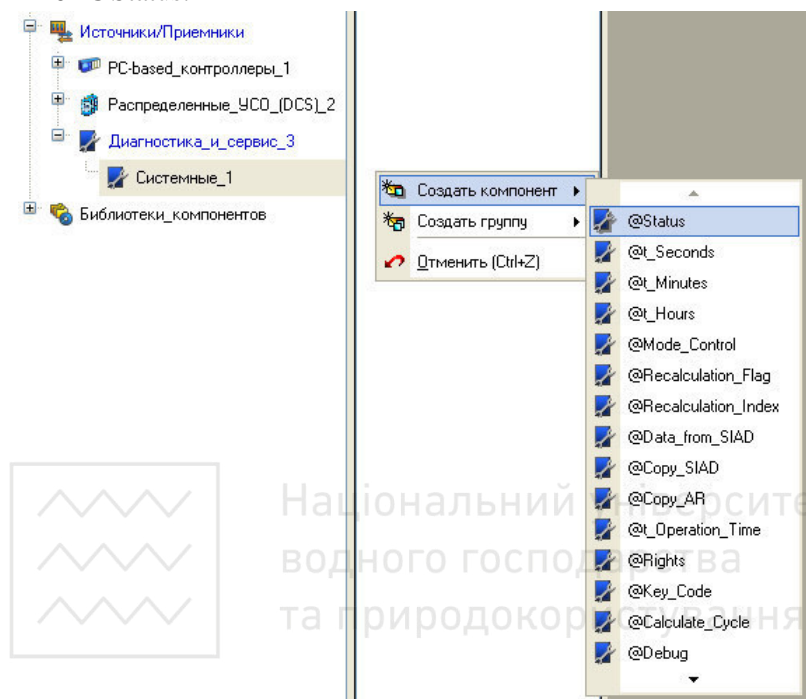 Источники/Приемники
PC-based_контроллеры_1
Распределенные_УСО_(DCS)_2
Диагностика_и_сервис_3
Системные_1
Библиотеки_компонентов
Создать компонент
Создать группу
Отменить (Ctrl+Z)
@Status
@t_Seconds
@t_Minutes
@t_Hours
@Mode_Control
@Recalculation_Flag
@Recalculation_Index
@Data_from_SIAD
@Copy_SIAD
@Copy_AR
@t_Operation_Time
@Rights
@Key_Code
@Calculate_Cycle
@Debug
Національний
водного господарства
та природокористування